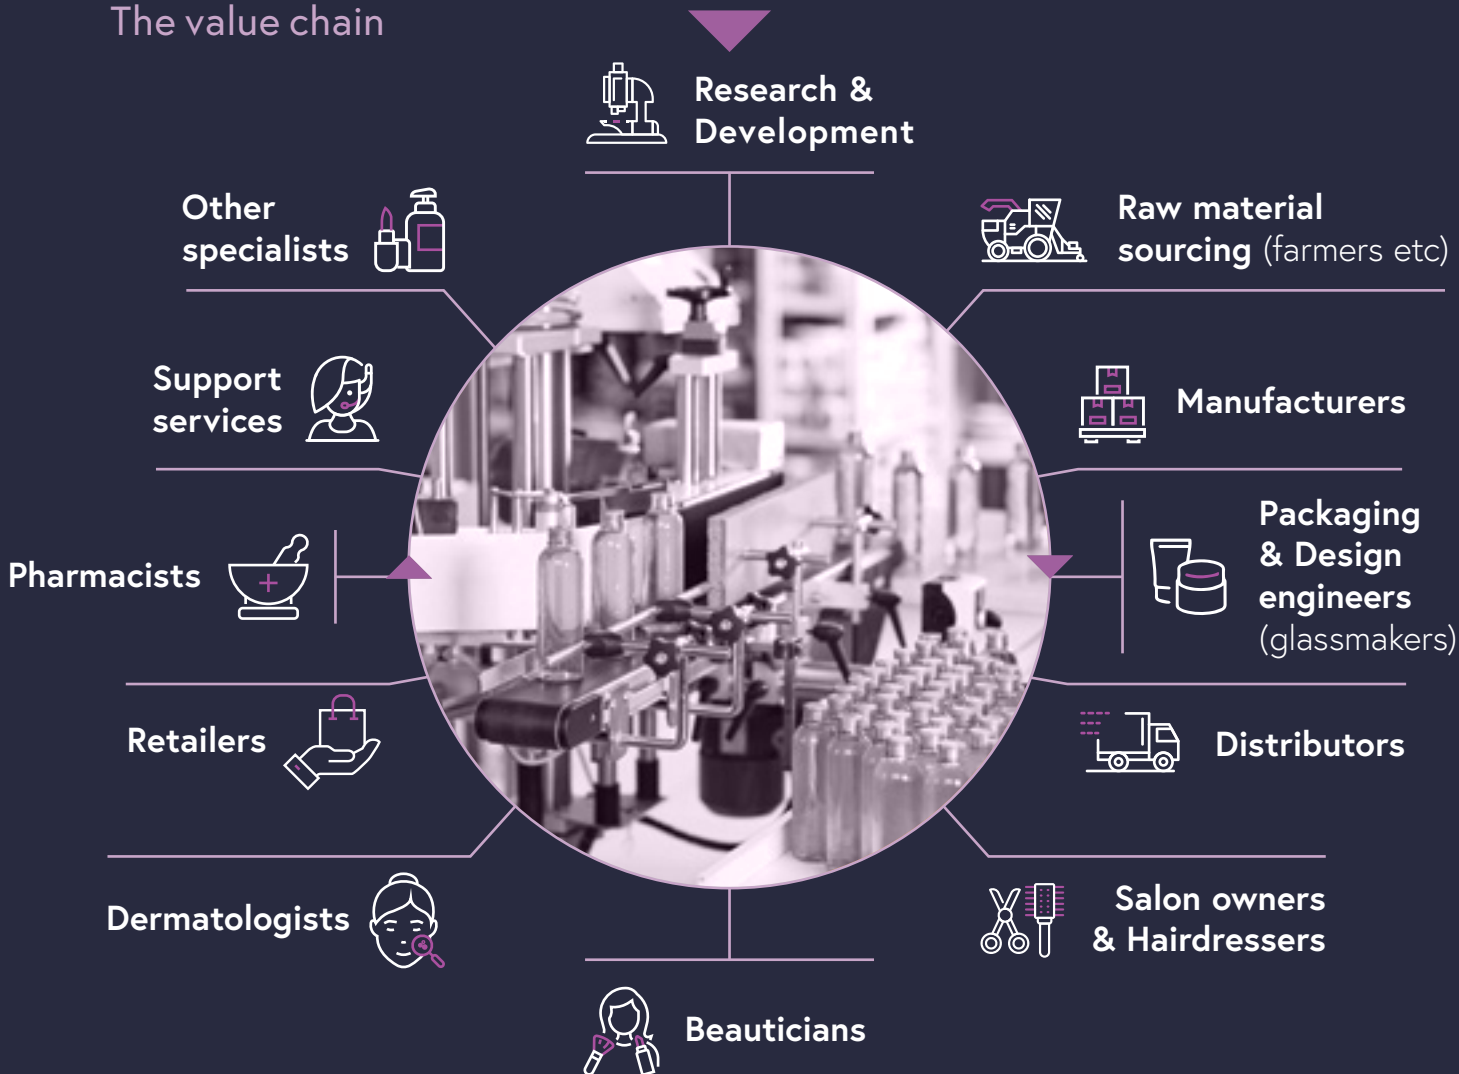 The value chain
Research &
Development
Raw material
sourcing (farmers etc)
Manufacturers
Packaging
& Design
engineers
(glassmakers)
Distributors
Salon owners
& Hairdressers
Beauticians
Dermatologists
Retailers
Pharmacists
Support
services
Other
specialists